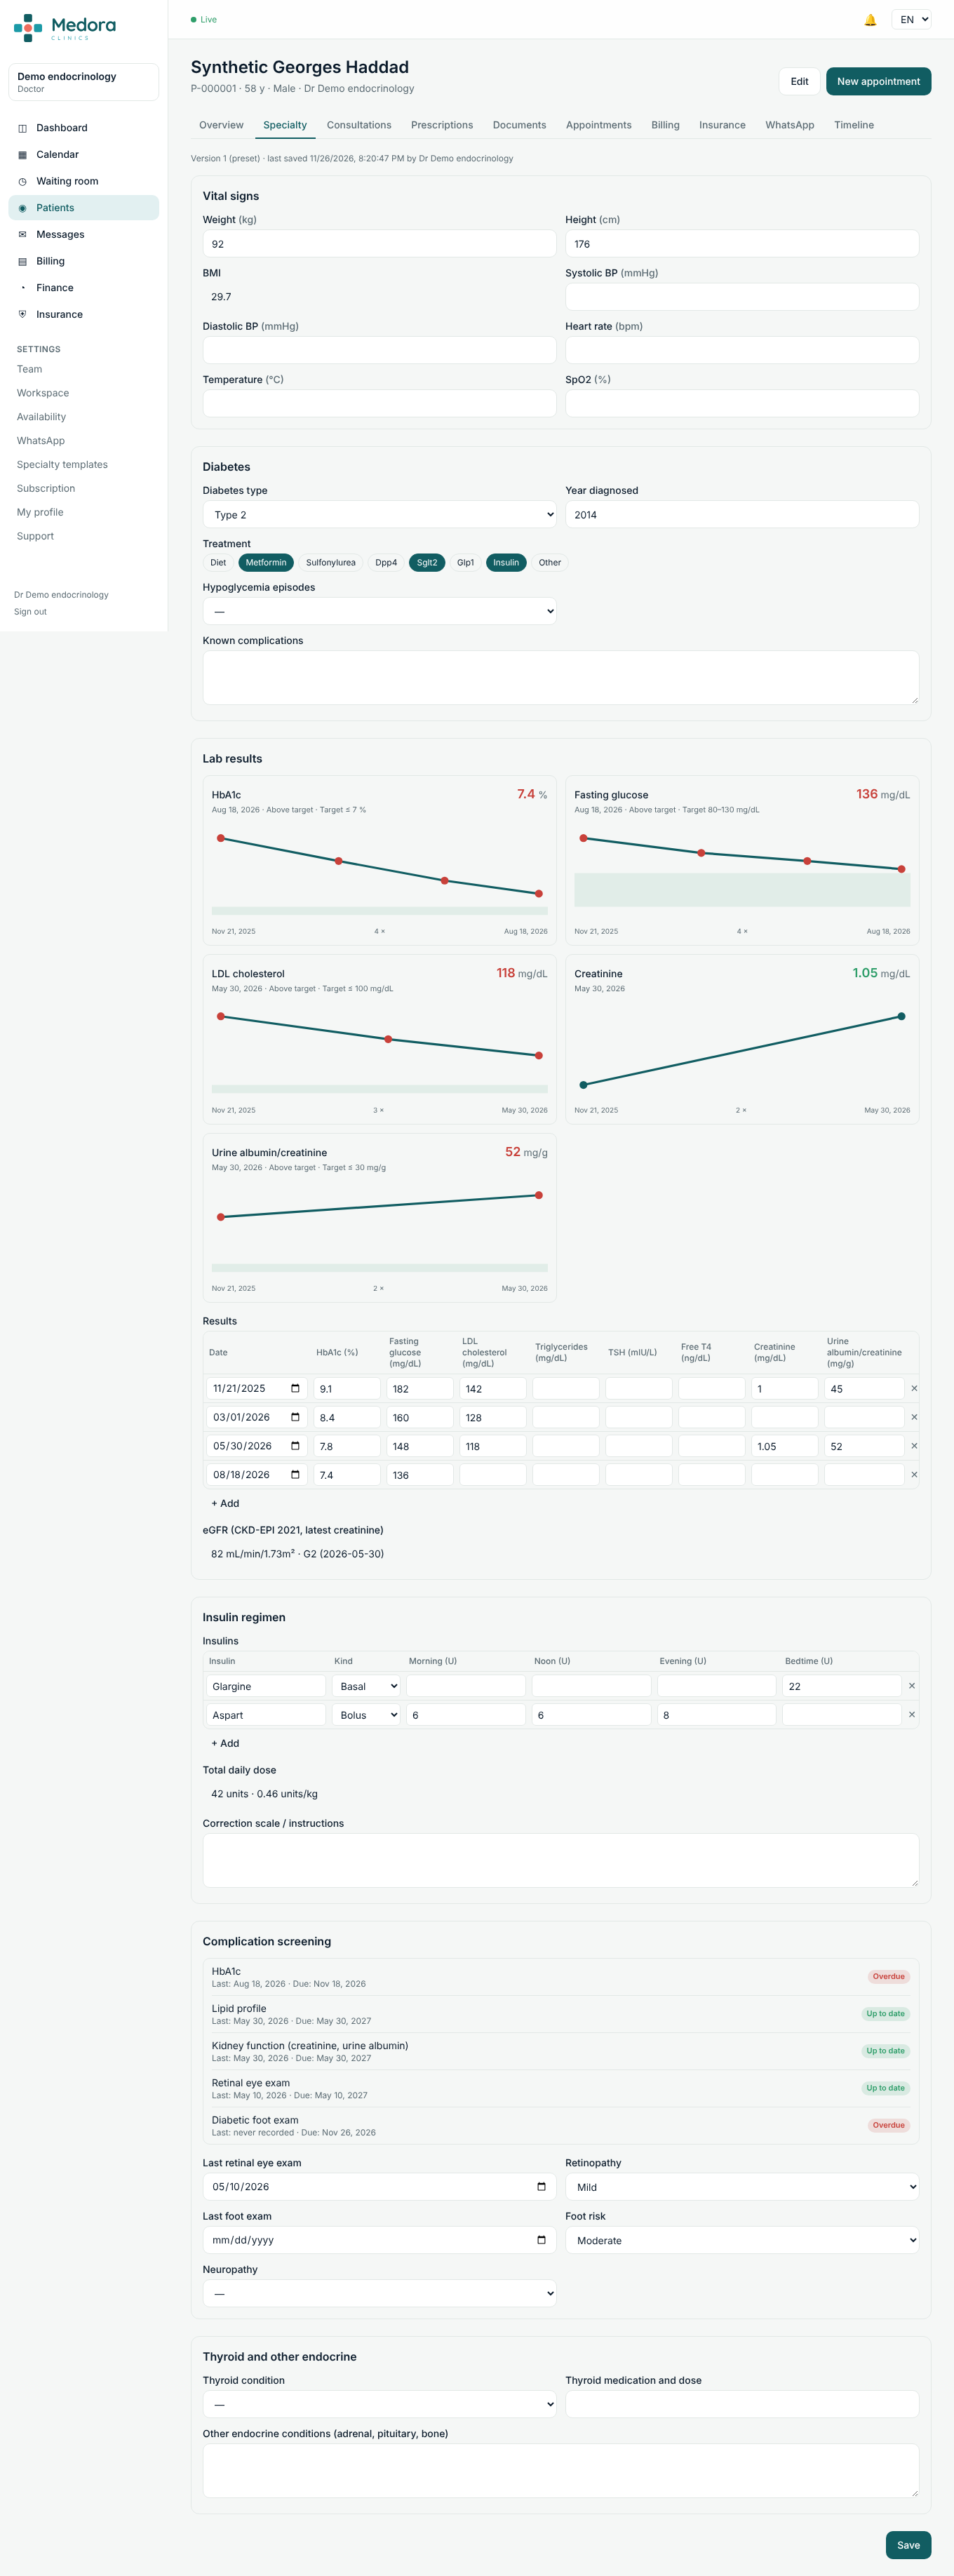 Medora
CLINICS
Demo endocrinology
Doctor
Dashboard
Calendar
Waiting room
Patients
Messages
Billing
Finance
Insurance
SETTINGS
Team
Workspace
Availability
WhatsApp
Specialty templates
Subscription
My profile
Support
Dr Demo endocrinology
Sign out
Live
EN
Synthetic Georges Haddad
P-000001 · 58 y · Male · Dr Demo endocrinology
Edit
New appointment
Overview Specialty Consultations Prescriptions Documents Appointments Billing Insurance WhatsApp Timeline
Version 1 (preset) · last saved 11/26/2026, 8:20:47 PM by Dr Demo endocrinology
Vital signs
Weight (kg) Height (cm)
92 176
BMI Systolic BP (mmHg)
29.7
Diastolic BP (mmHg) Heart rate (bpm)
Temperature (°C) SpO2 (%)
Diabetes
Diabetes type Year diagnosed
Type 2 2014
Treatment
Diet Metformin Sulfonylurea Dpp4 Sglt2 Glp1 Insulin Other
Hypoglycemia episodes
—
Known complications
Lab results
HbA1c 7.4 %
Aug 18, 2026 · Above target · Target ≤ 7 %
Nov 21, 2025 4 × Aug 18, 2026
Fasting glucose 136 mg/dL
Aug 18, 2026 · Above target · Target 80–130 mg/dL
Nov 21, 2025 4 × Aug 18, 2026
LDL cholesterol 118 mg/dL
May 30, 2026 · Above target · Target ≤ 100 mg/dL
Nov 21, 2025 3 × May 30, 2026
Creatinine 1.05 mg/dL
May 30, 2026
Nov 21, 2025 2 × May 30, 2026
Urine albumin/creatinine 52 mg/g
May 30, 2026 · Above target · Target ≤ 30 mg/g
Nov 21, 2025 2 × May 30, 2026
Results
Date HbA1c (%) Fasting glucose (mg/dL) LDL cholesterol (mg/dL) Triglycerides (mg/dL) TSH (mIU/L) Free T4 (ng/dL) Creatinine (mg/dL) Urine albumin/creatinine (mg/g)
11/21/2025 9.1 182 142 1 45 ×
03/01/2026 8.4 160 128 ×
05/30/2026 7.8 148 118 1.05 52 ×
08/18/2026 7.4 136 ×
+ Add
eGFR (CKD-EPI 2021, latest creatinine)
82 mL/min/1.73m² · G2 (2026-05-30)
Insulin regimen
Insulins
Insulin Kind Morning (U) Noon (U) Evening (U) Bedtime (U)
Glargine Basal 22 ×
Aspart Bolus 6 6 8 ×
+ Add
Total daily dose
42 units · 0.46 units/kg
Correction scale / instructions
Complication screening
HbA1c
Last: Aug 18, 2026 · Due: Nov 18, 2026
Overdue
Lipid profile
Last: May 30, 2026 · Due: May 30, 2027
Up to date
Kidney function (creatinine, urine albumin)
Last: May 30, 2026 · Due: May 30, 2027
Up to date
Retinal eye exam
Last: May 10, 2026 · Due: May 10, 2027
Up to date
Diabetic foot exam
Last: never recorded · Due: Nov 26, 2026
Overdue
Last retinal eye exam Retinopathy
05/10/2026 Mild
Last foot exam Foot risk
mm/dd/yyyy Moderate
Neuropathy
—
Thyroid and other endocrine
Thyroid condition Thyroid medication and dose
—
Other endocrine conditions (adrenal, pituitary, bone)
Save